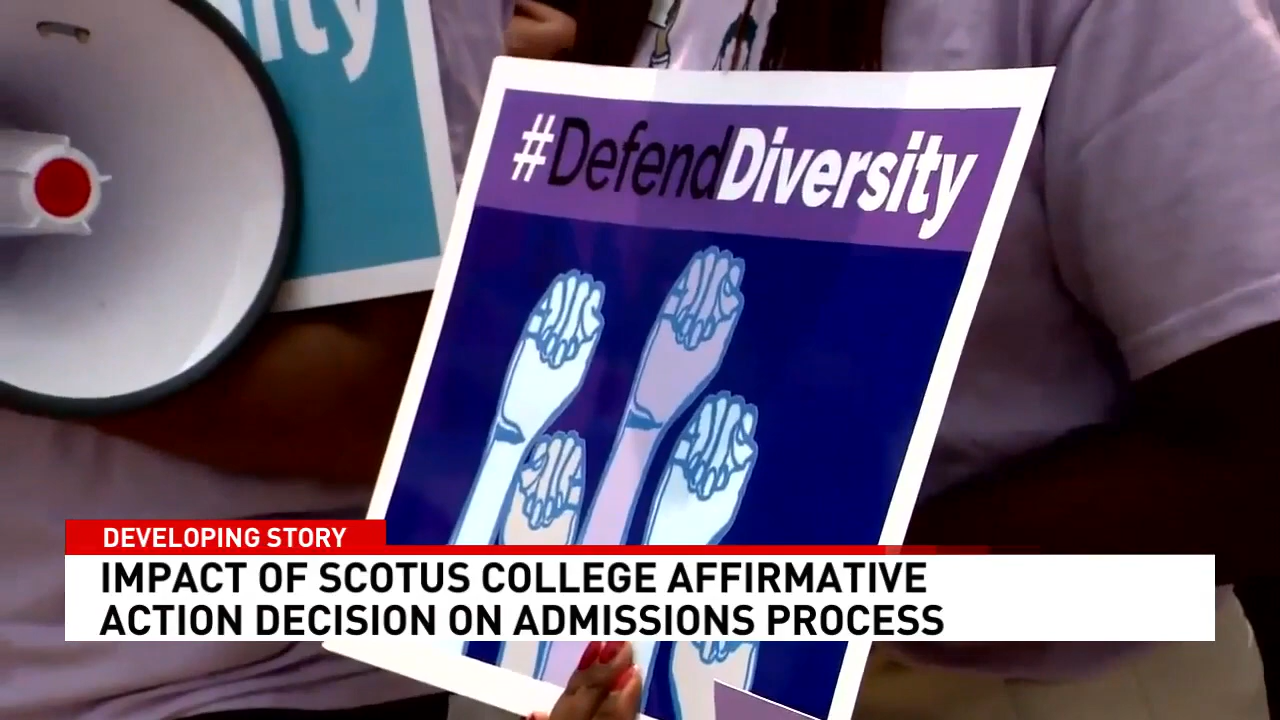 #DefendDiversity
DEVELOPING STORY
IMPACT OF SCOTUS COLLEGE AFFIRMATIVE
ACTION DECISION ON ADMISSIONS PROCESS